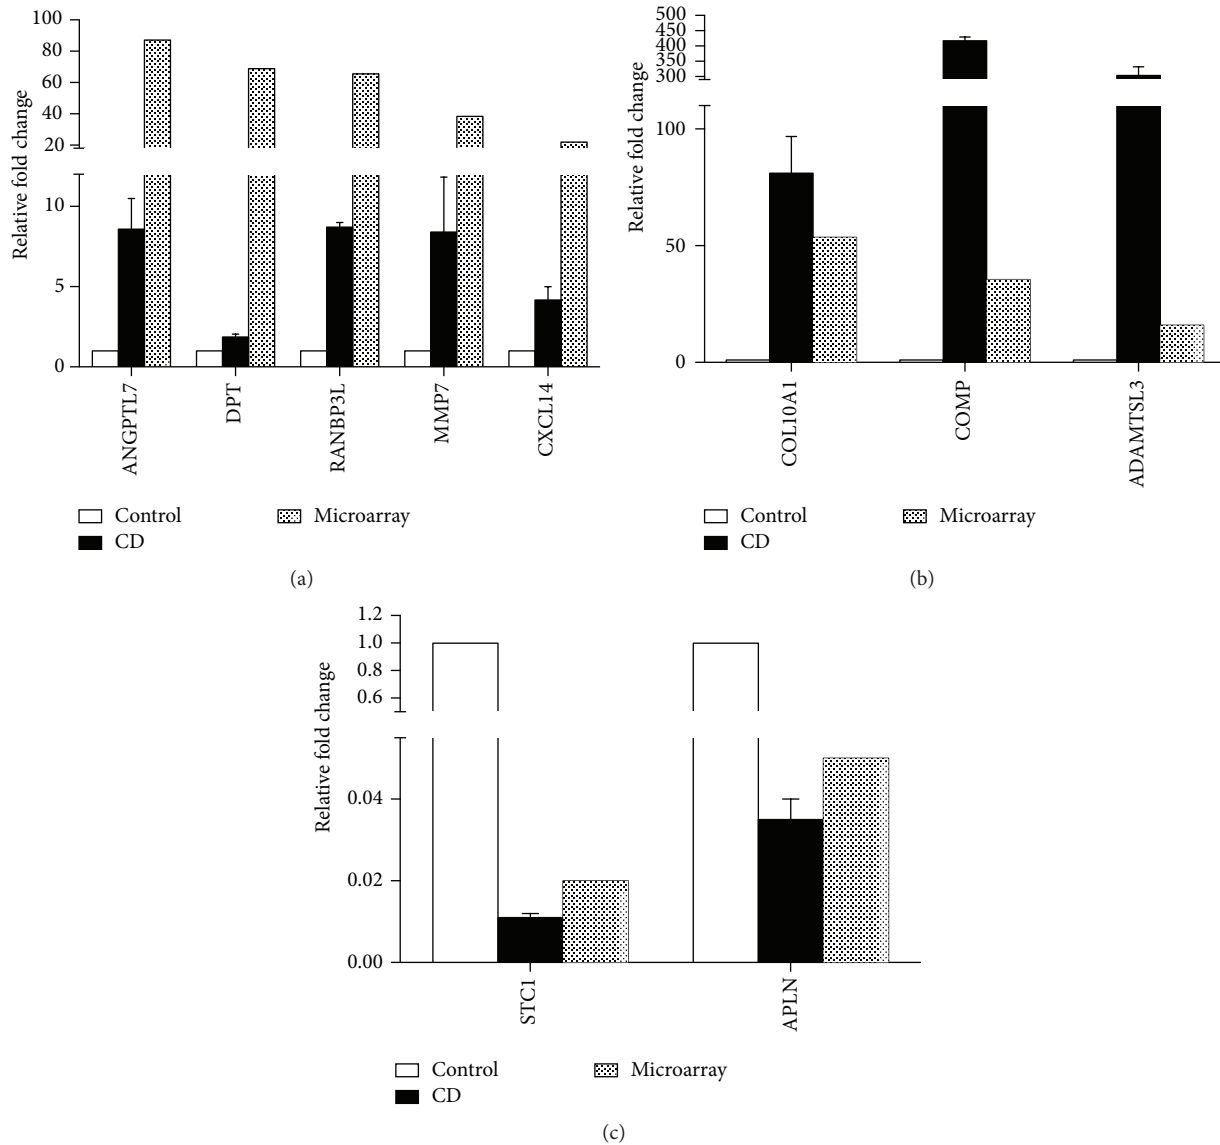 100
80
60
40
20
10
5
0
Relative fold change
ANGPTL7
DPT
RANBP3L
MMP7
CXCL14
Control
Microarray
CD
(a)
500
450
400
350
300
100
50
0
Relative fold change
COL10A1
COMP
ADAMTSL3
Control
Microarray
CD
(b)
1.2
1.0
0.8
0.6
0.04
0.02
0.00
Relative fold change
STC1
APLN
Control
Microarray
CD
(c)